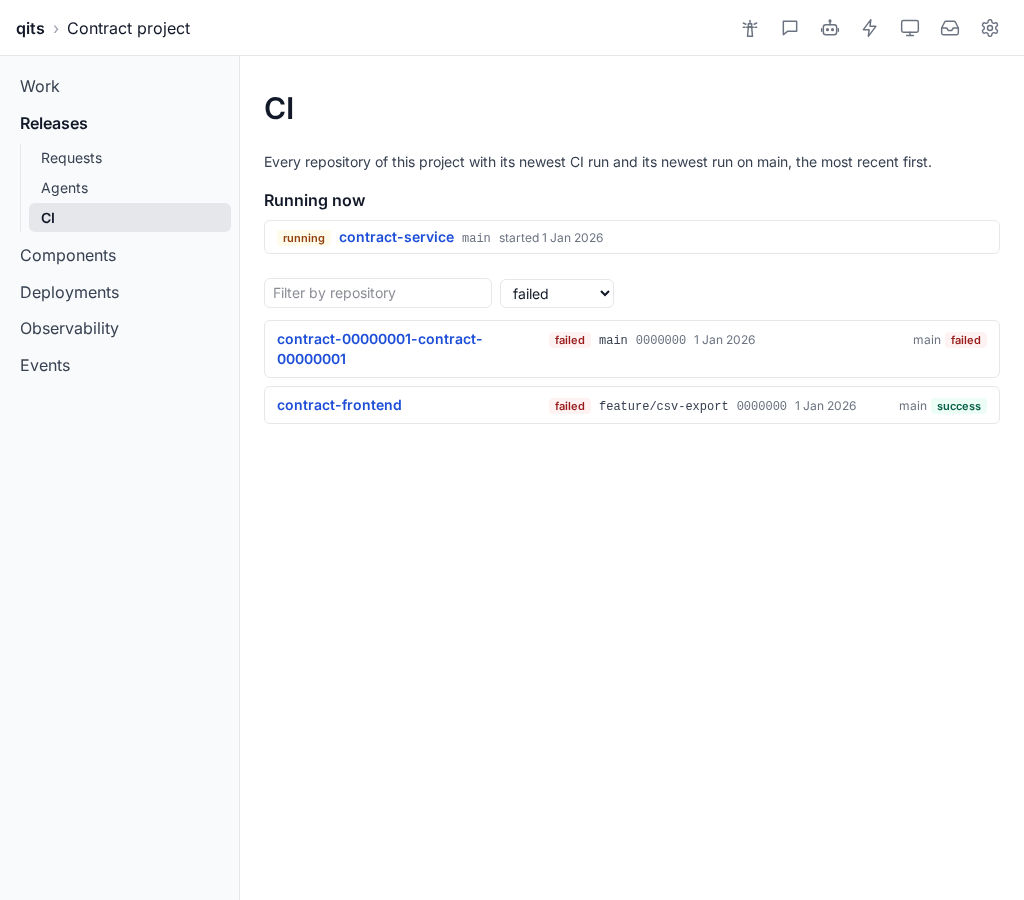 qits › Contract project
Work
Releases
Requests
Agents
CI
Components
Deployments
Observability
Events
CI
Every repository of this project with its newest CI run and its newest run on main, the most recent first.
Running now
running contract-service main started 1 Jan 2026
Filter by repository failed
contract-00000001-contract-
00000001 failed main 0000000 1 Jan 2026 main failed
contract-frontend failed feature/csv-export 0000000 1 Jan 2026 main success